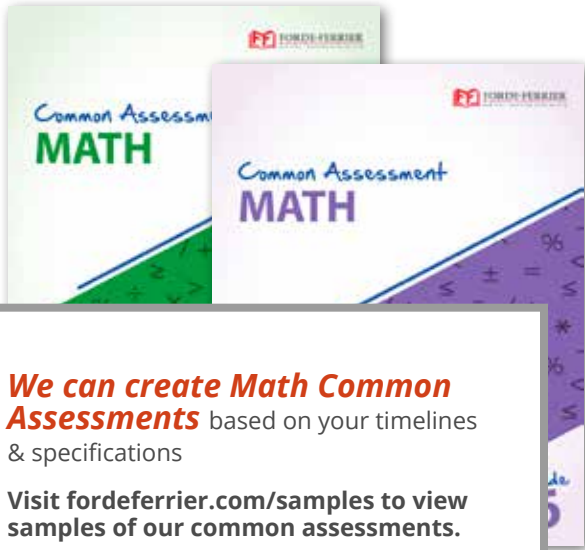 FORDE-FERRIER
Common Assessm
MATH
FORDE-FERRIER
Common Assessment
MATH
We can create Math Common
Assessments based on your timelines
& specifications
Visit fordeferrier.com/samples to view
samples of our common assessments.